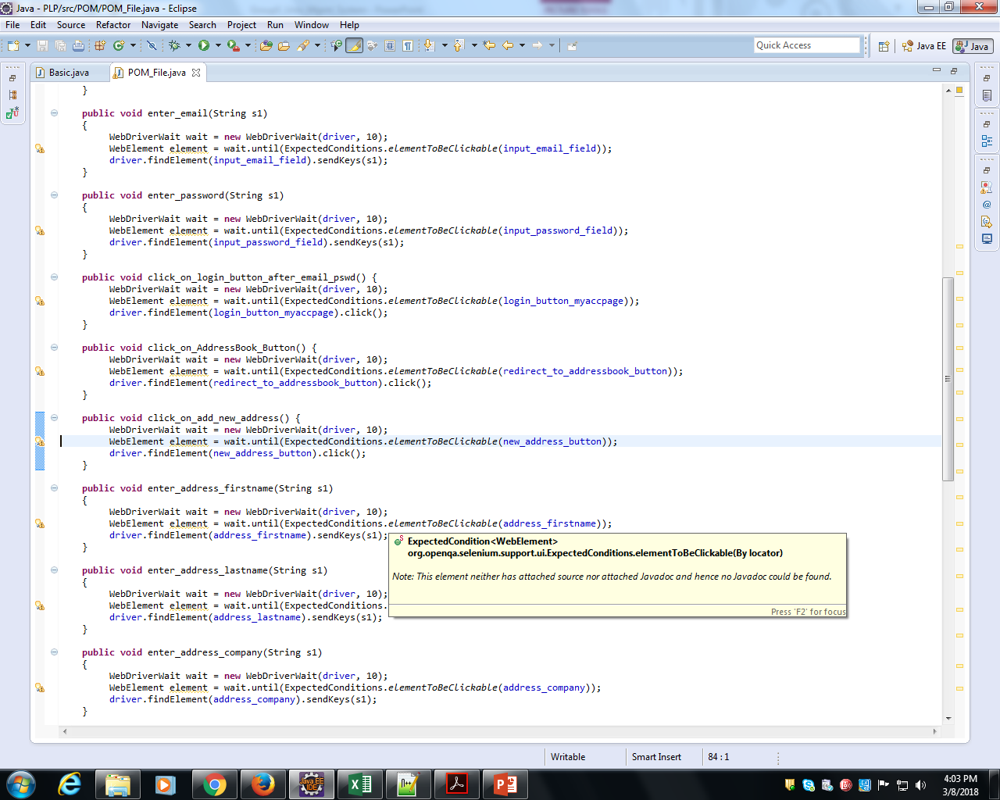 Java - PLP/src/POM/POM_File.java - Eclipse
File Edit Source Refactor Navigate Search Project Run Window Help
Quick Access
Java EE
Java
Basic.java
POM_File.java
}
public void enter_email(String s1)
{
WebDriverWait wait = new WebDriverWait(driver, 10);
WebElement element = wait.until(ExpectedConditions.elementToBeClickable(input_email_field));
driver.findElement(input_email_field).sendKeys(s1);
}
public void enter_password(String s1)
{
WebDriverWait wait = new WebDriverWait(driver, 10);
WebElement element = wait.until(ExpectedConditions.elementToBeClickable(input_password_field));
driver.findElement(input_password_field).sendKeys(s1);
}
public void click_on_login_button_after_email_pswd() {
WebDriverWait wait = new WebDriverWait(driver, 10);
WebElement element = wait.until(ExpectedConditions.elementToBeClickable(login_button_myaccpage));
driver.findElement(login_button_myaccpage).click();
}
public void click_on_AddressBook_Button() {
WebDriverWait wait = new WebDriverWait(driver, 10);
WebElement element = wait.until(ExpectedConditions.elementToBeClickable(redirect_to_addressbook_button));
driver.findElement(redirect_to_addressbook_button).click();
}
public void click_on_add_new_address() {
WebDriverWait wait = new WebDriverWait(driver, 10);
WebElement element = wait.until(ExpectedConditions.elementToBeClickable(new_address_button));
driver.findElement(new_address_button).click();
}
public void enter_address_firstname(String s1)
{
WebDriverWait wait = new WebDriverWait(driver, 10);
WebElement element = wait.until(ExpectedConditions.elementToBeClickable(address_firstname));
driver.findElement(address_firstname).sendKeys(s1);
}
ExpectedCondition<WebElement>
org.openqa.selenium.support.ui.ExpectedConditions.elementToBeClickable(By locator)
Note: This element neither has attached source nor attached Javadoc and hence no Javadoc could be found.
Press 'F2' for focus
public void enter_address_lastname(String s1)
{
WebDriverWait wait = new WebDriverWait(driver, 10);
WebElement element = wait.until(ExpectedConditions.
driver.findElement(address_lastname).sendKeys(s1);
}
public void enter_address_company(String s1)
{
WebDriverWait wait = new WebDriverWait(driver, 10);
WebElement element = wait.until(ExpectedConditions.elementToBeClickable(address_company));
driver.findElement(address_company).sendKeys(s1);
}
Writable
Smart Insert
84 : 1
4:03 PM
3/8/2018